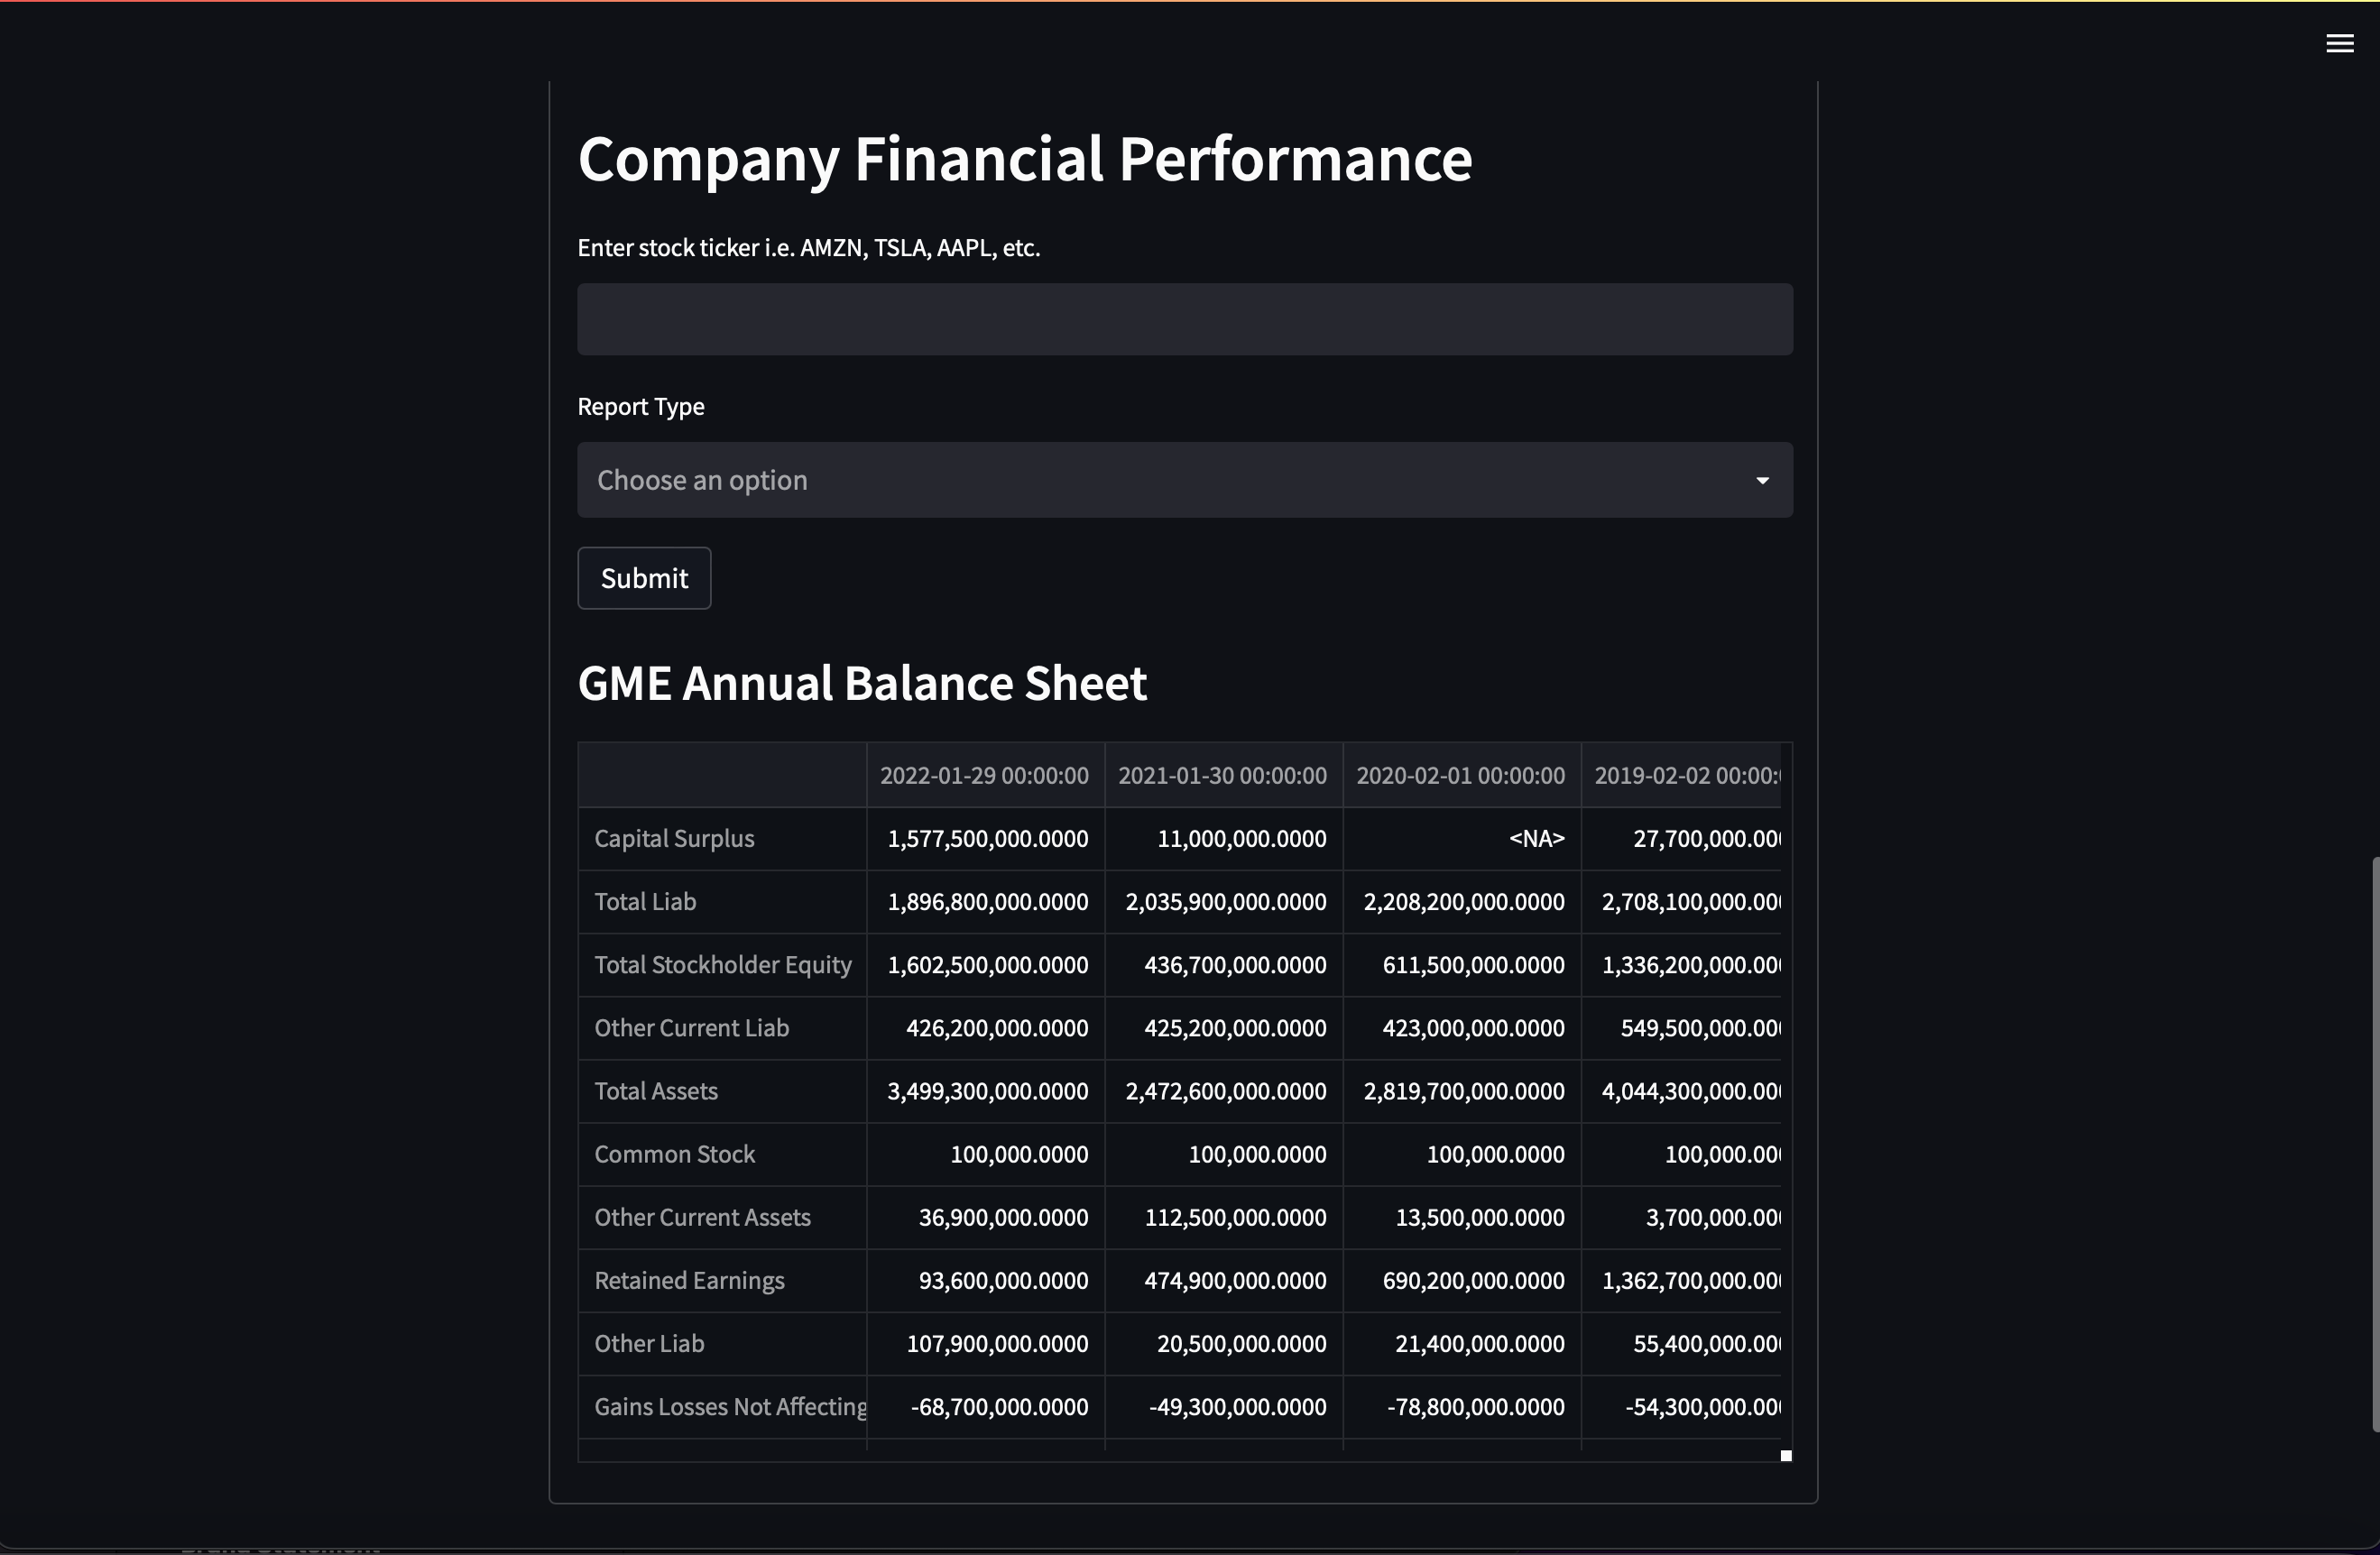 Company Financial Performance
Enter stock ticker i.e. AMZN, TSLA, AAPL, etc.
Report Type
Choose an option
Submit
GME Annual Balance Sheet
2022-01-29 00:00:00 2021-01-30 00:00:00 2020-02-01 00:00:00 2019-02-02 00:00:
Capital Surplus 1,577,500,000.0000 11,000,000.0000 <NA> 27,700,000.00
Total Liab 1,896,800,000.0000 2,035,900,000.0000 2,208,200,000.0000 2,708,100,000.00
Total Stockholder Equity 1,602,500,000.0000 436,700,000.0000 611,500,000.0000 1,336,200,000.00
Other Current Liab 426,200,000.0000 425,200,000.0000 423,000,000.0000 549,500,000.00
Total Assets 3,499,300,000.0000 2,472,600,000.0000 2,819,700,000.0000 4,044,300,000.00
Common Stock 100,000.0000 100,000.0000 100,000.0000 100,000.00
Other Current Assets 36,900,000.0000 112,500,000.0000 13,500,000.0000 3,700,000.00
Retained Earnings 93,600,000.0000 474,900,000.0000 690,200,000.0000 1,362,700,000.00
Other Liab 107,900,000.0000 20,500,000.0000 21,400,000.0000 55,400,000.00
Gains Losses Not Affecting -68,700,000.0000 -49,300,000.0000 -78,800,000.0000 -54,300,000.00